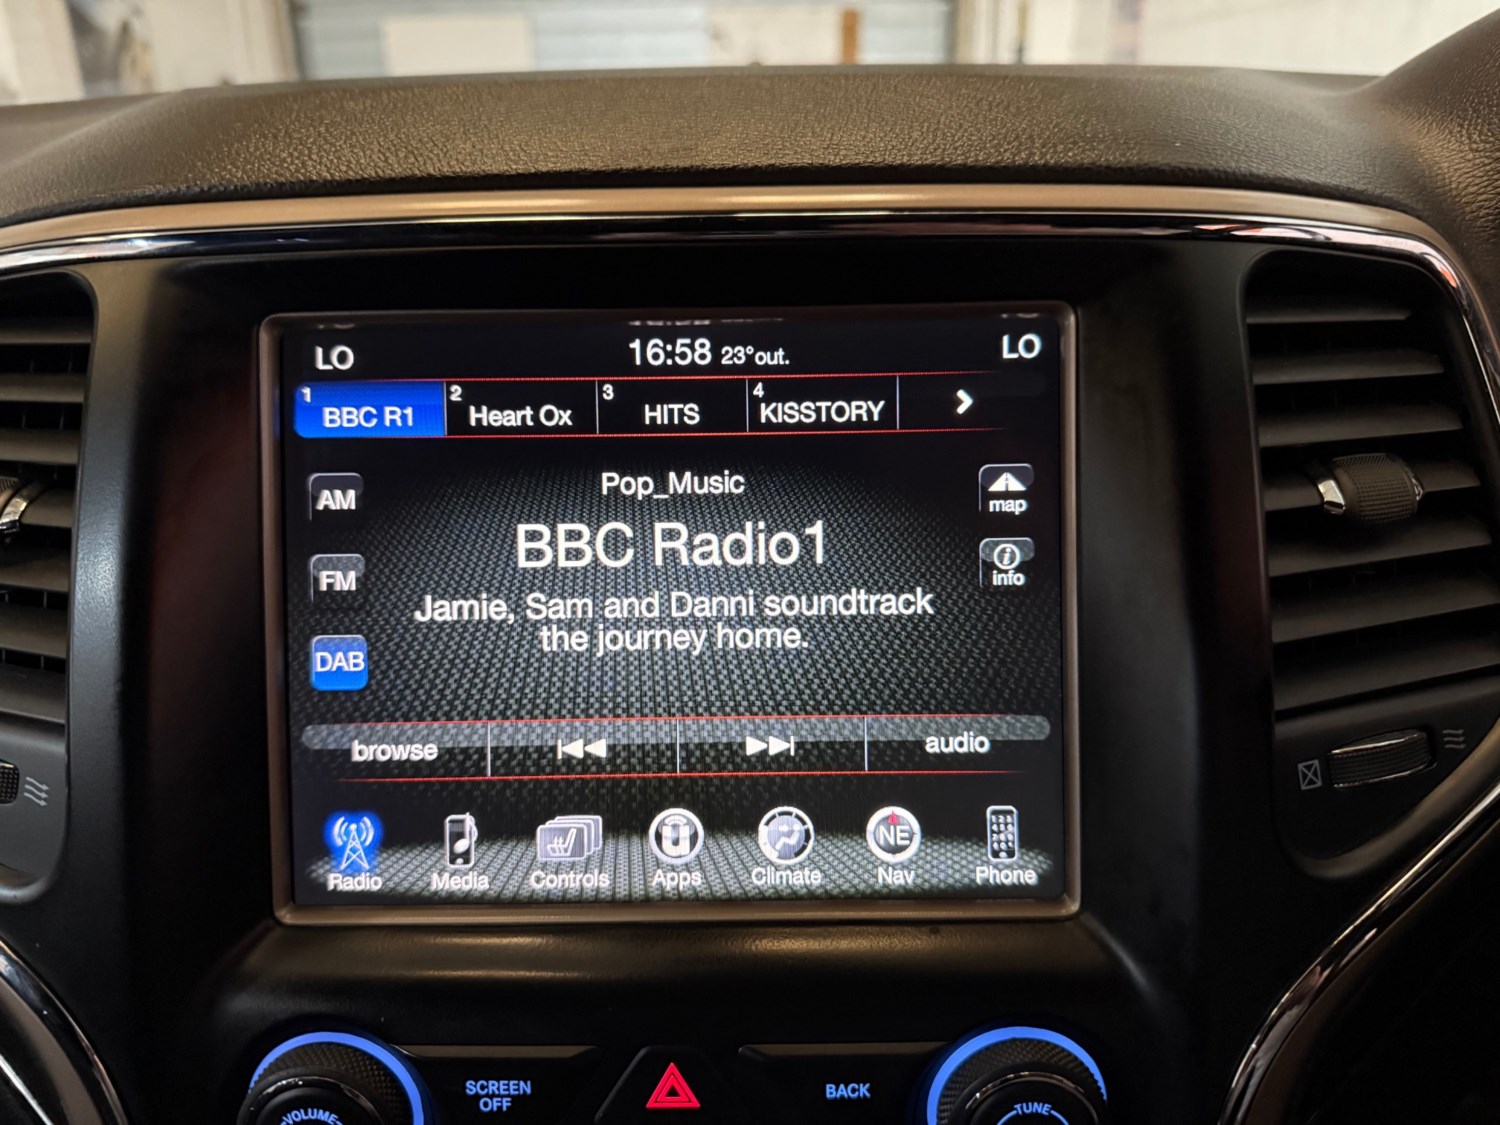 LO
16:58 23°out.
LO
1 BBC R1
2 Heart Ox
3 HITS
4 KISSTORY
AM
FM
DAB
Pop_Music
BBC Radio1
Jamie, Sam and Danni soundtrack
the journey home.
map
info
browse
audio
Radio
Media
Controls
Apps
Climate
NE
Nav
Phone
VOLUME
SCREEN
OFF
BACK
TUNE